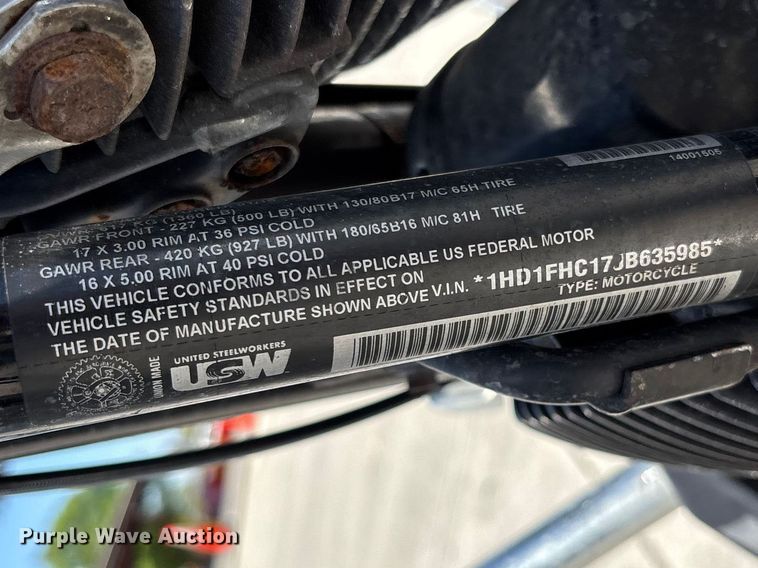 14001505
(1360 LB)
GAWR FRONT - 227 KG (500 LB) WITH 130/80B17 M/C 65H TIRE
17 X 3.00 RIM AT 36 PSI COLD
GAWR REAR - 420 KG (927 LB) WITH 180/65B16 M/C 81H TIRE
16 X 5.00 RIM AT 40 PSI COLD
THIS VEHICLE CONFORMS TO ALL APPLICABLE US FEDERAL MOTOR
VEHICLE SAFETY STANDARDS IN EFFECT ON
THE DATE OF MANUFACTURE SHOWN ABOVE V.I.N. *1HD1FHC17JB635985*
TYPE: MOTORCYCLE
UNION MADE
UNITED STEELWORKERS
USW
Purple Wave Auction